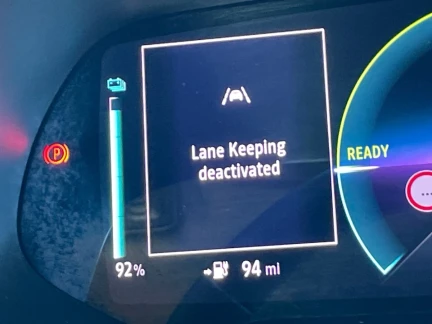 Lane Keeping
deactivated
READY
P
...
92%
94 mi